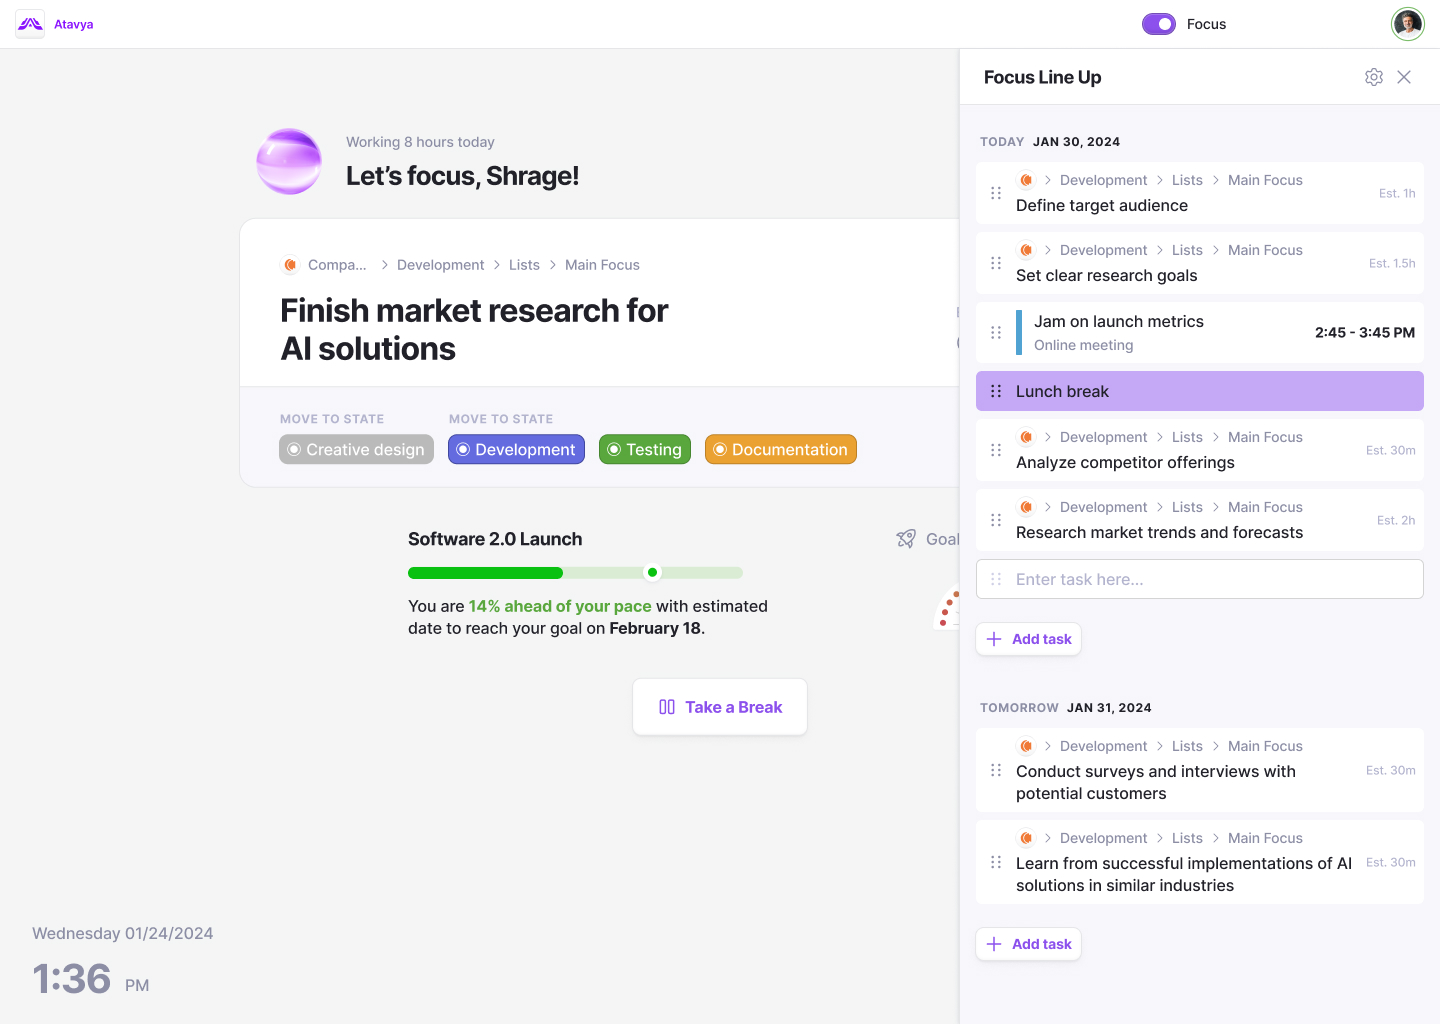 Atavya
Focus
Working 8 hours today
Let’s focus, Shrage!
Compa... > Development > Lists > Main Focus
Finish market research for
AI solutions
MOVE TO STATE
Creative design
MOVE TO STATE
Development
Testing
Documentation
Software 2.0 Launch
Goal
You are 14% ahead of your pace with estimated
date to reach your goal on February 18.
Take a Break
Wednesday 01/24/2024
1:36 PM
Focus Line Up
TODAY JAN 30, 2024
> Development > Lists > Main Focus
Define target audience
Est. 1h
> Development > Lists > Main Focus
Set clear research goals
Est. 1.5h
Jam on launch metrics
Online meeting
2:45 - 3:45 PM
Lunch break
> Development > Lists > Main Focus
Analyze competitor offerings
Est. 30m
> Development > Lists > Main Focus
Research market trends and forecasts
Est. 2h
Enter task here...
Add task
TOMORROW JAN 31, 2024
> Development > Lists > Main Focus
Conduct surveys and interviews with
potential customers
Est. 30m
> Development > Lists > Main Focus
Learn from successful implementations of AI
solutions in similar industries
Est. 30m
Add task